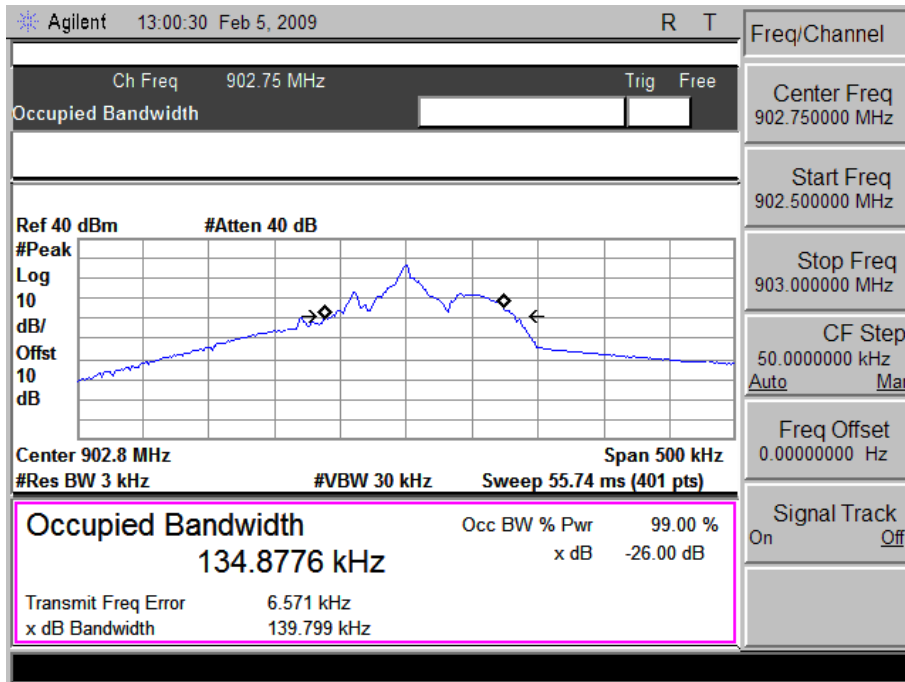 Agilent 13:00:30 Feb 5, 2009 R T
Ch Freq 902.75 MHz Trig Free
Occupied Bandwidth
Ref 40 dBm #Atten 40 dB
#Peak
Log
10
dB/
Offst
10
dB
Center 902.8 MHz Span 500 kHz
#Res BW 3 kHz #VBW 30 kHz Sweep 55.74 ms (401 pts)
Occupied Bandwidth Occ BW % Pwr 99.00 %
134.8776 kHz x dB -26.00 dB
Transmit Freq Error 6.571 kHz
x dB Bandwidth 139.799 kHz
Freq/Channel
Center Freq
902.750000 MHz
Start Freq
902.500000 MHz
Stop Freq
903.000000 MHz
CF Step
50.0000000 kHz
Auto Man
Freq Offset
0.00000000 Hz
Signal Track
On Off